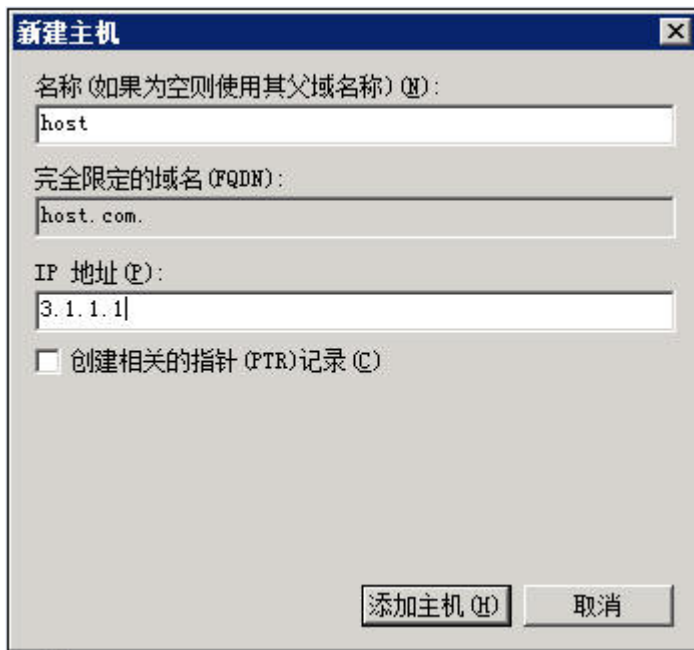 新建主机
名称(如果为空则使用其父域名称)(N):
host
完全限定的域名(FQDN):
host.com.
IP 地址(P):
3.1.1.1
创建相关的指针(PTR)记录(C)
添加主机(H) 取消